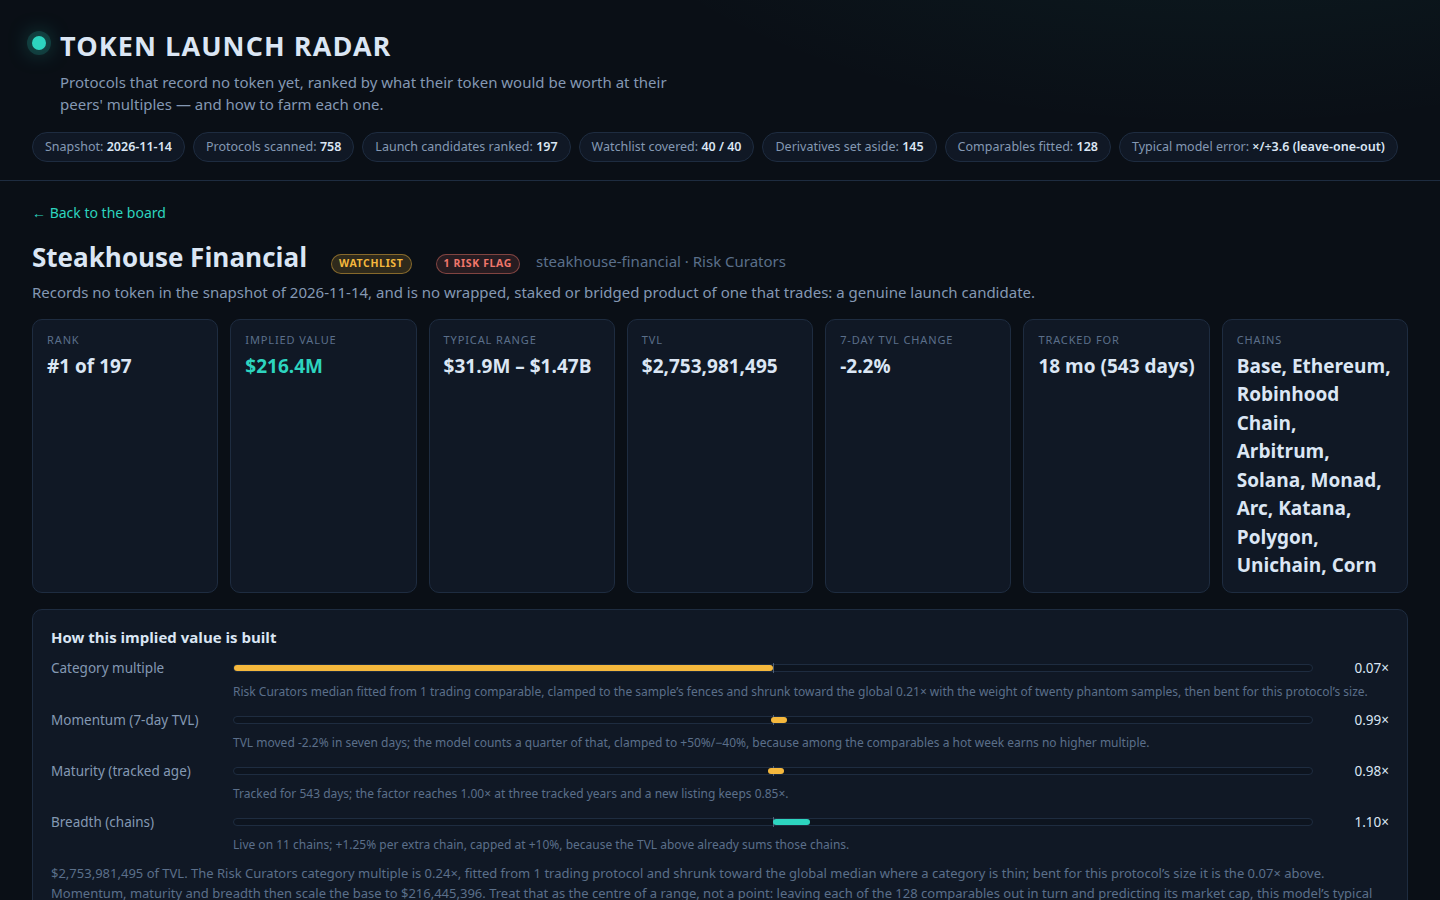 TOKEN LAUNCH RADAR
Protocols that record no token yet, ranked by what their token would be worth at their
peers' multiples — and how to farm each one.
Snapshot: 2026-11-14
Protocols scanned: 758
Launch candidates ranked: 197
Watchlist covered: 40 / 40
Derivatives set aside: 145
Comparables fitted: 128
Typical model error: ×/÷3.6 (leave-one-out)
← Back to the board
Steakhouse Financial
WATCHLIST
1 RISK FLAG
steakhouse-financial · Risk Curators
Records no token in the snapshot of 2026-11-14, and is no wrapped, staked or bridged product of one that trades: a genuine launch candidate.
RANK
#1 of 197
IMPLIED VALUE
$216.4M
TYPICAL RANGE
$31.9M – $1.47B
TVL
$2,753,981,495
7-DAY TVL CHANGE
-2.2%
TRACKED FOR
18 mo (543 days)
CHAINS
Base, Ethereum,
Robinhood
Chain,
Arbitrum,
Solana, Monad,
Arc, Katana,
Polygon,
Unichain, Corn
How this implied value is built
Category multiple
0.07×
Risk Curators median fitted from 1 trading comparable, clamped to the sample’s fences and shrunk toward the global 0.21× with the weight of twenty phantom samples, then bent for this protocol’s size.
Momentum (7-day TVL)
0.99×
TVL moved -2.2% in seven days; the model counts a quarter of that, clamped to +50%/−40%, because among the comparables a hot week earns no higher multiple.
Maturity (tracked age)
0.98×
Tracked for 543 days; the factor reaches 1.00× at three tracked years and a new listing keeps 0.85×.
Breadth (chains)
1.10×
Live on 11 chains; +1.25% per extra chain, capped at +10%, because the TVL above already sums those chains.
$2,753,981,495 of TVL. The Risk Curators category multiple is 0.24×, fitted from 1 trading protocol and shrunk toward the global median where a category is thin; bent for this protocol’s size it is the 0.07× above.
Momentum, maturity and breadth then scale the base to $216,445,396. Treat that as the centre of a range, not a point: leaving each of the 128 comparables out in turn and predicting its market cap, this model’s typical